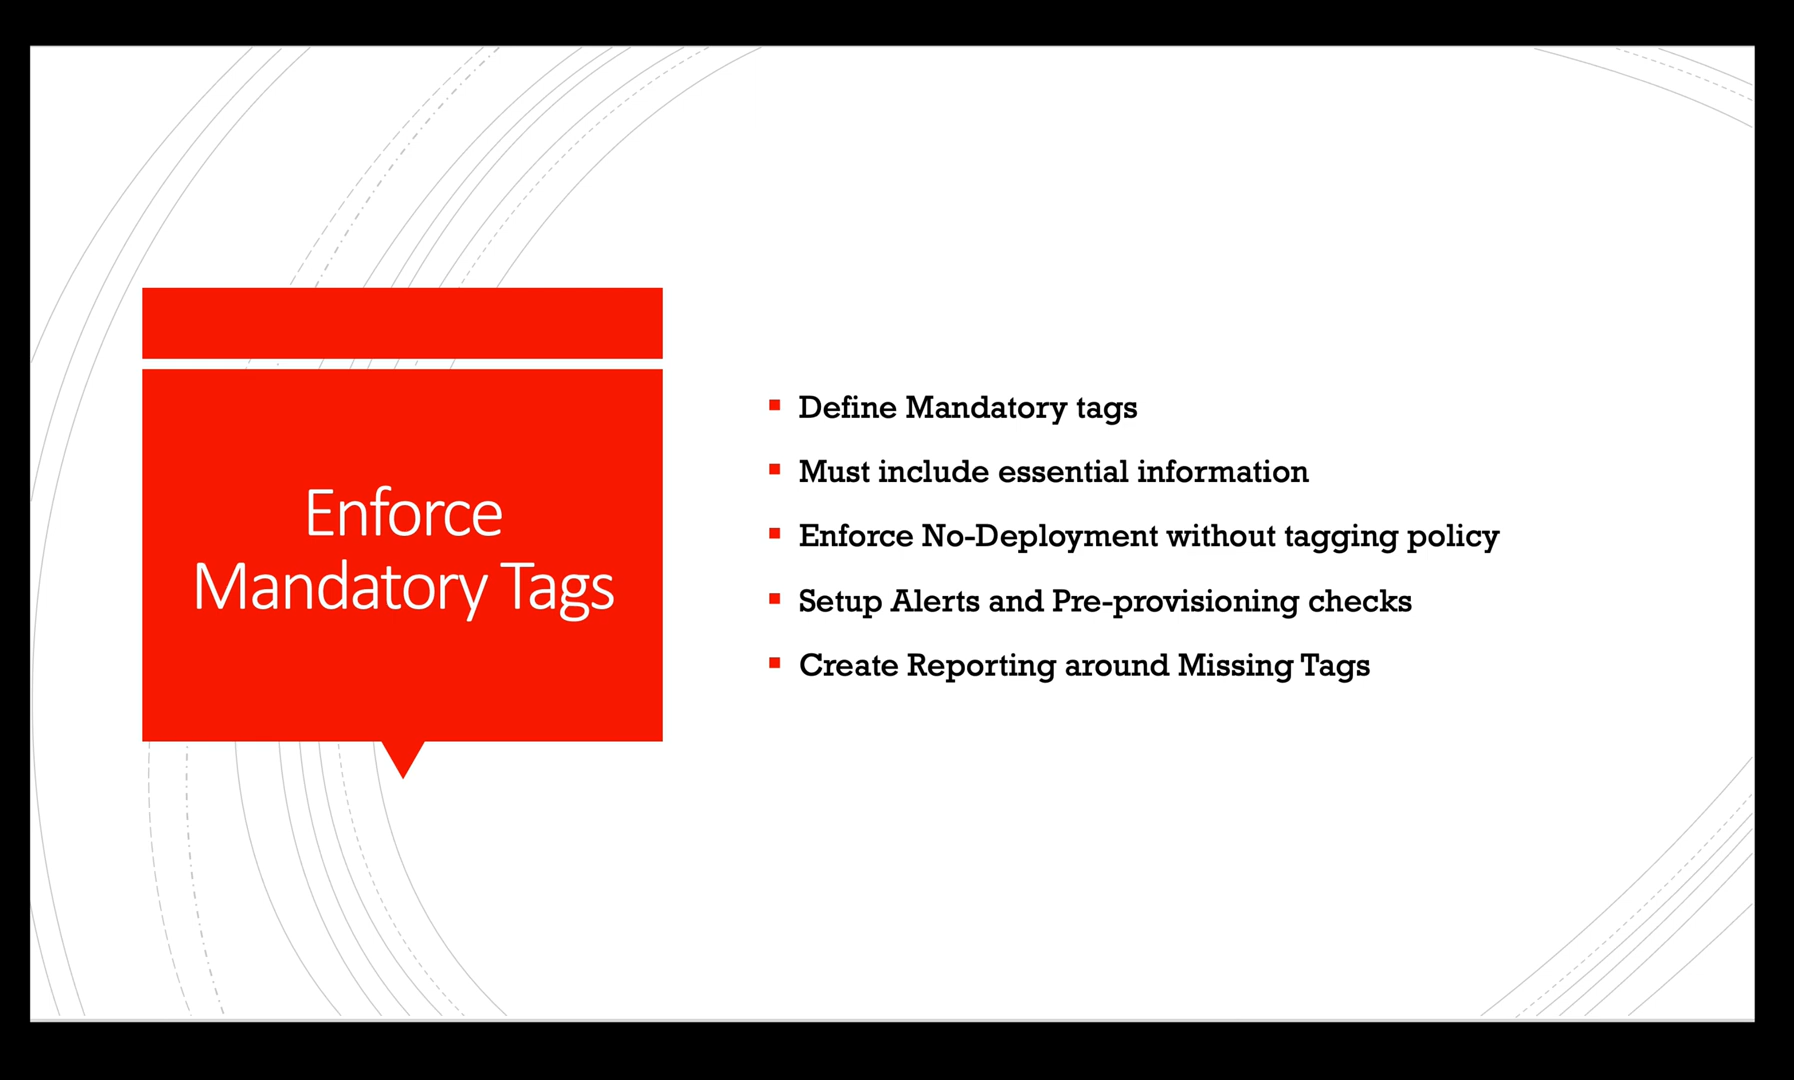 Enforce
Mandatory Tags
Define Mandatory tags
Must include essential information
Enforce No-Deployment without tagging policy
Setup Alerts and Pre-provisioning checks
Create Reporting around Missing Tags